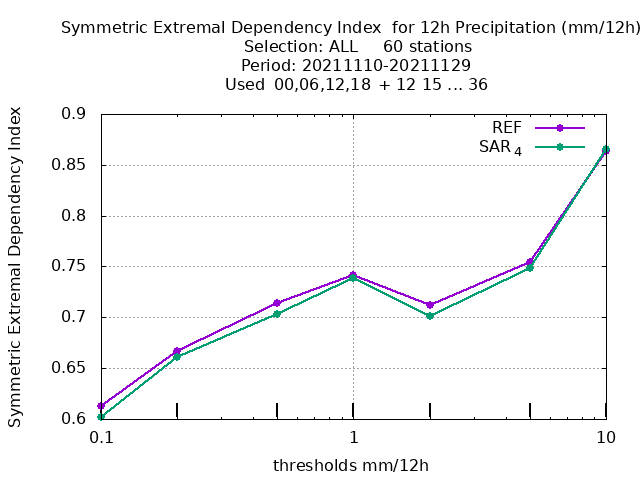 Symmetric Extremal Dependency Index  for 12h Precipitation (mm/12h)
Selection: ALL     60 stations
Period: 20211110-20211129
Used  00,06,12,18  + 12 15 ... 36
Symmetric Extremal Dependency Index
0.9
0.85
0.8
0.75
0.7
0.65
0.6
REF
SAR 4
0.1
1
10
thresholds mm/12h